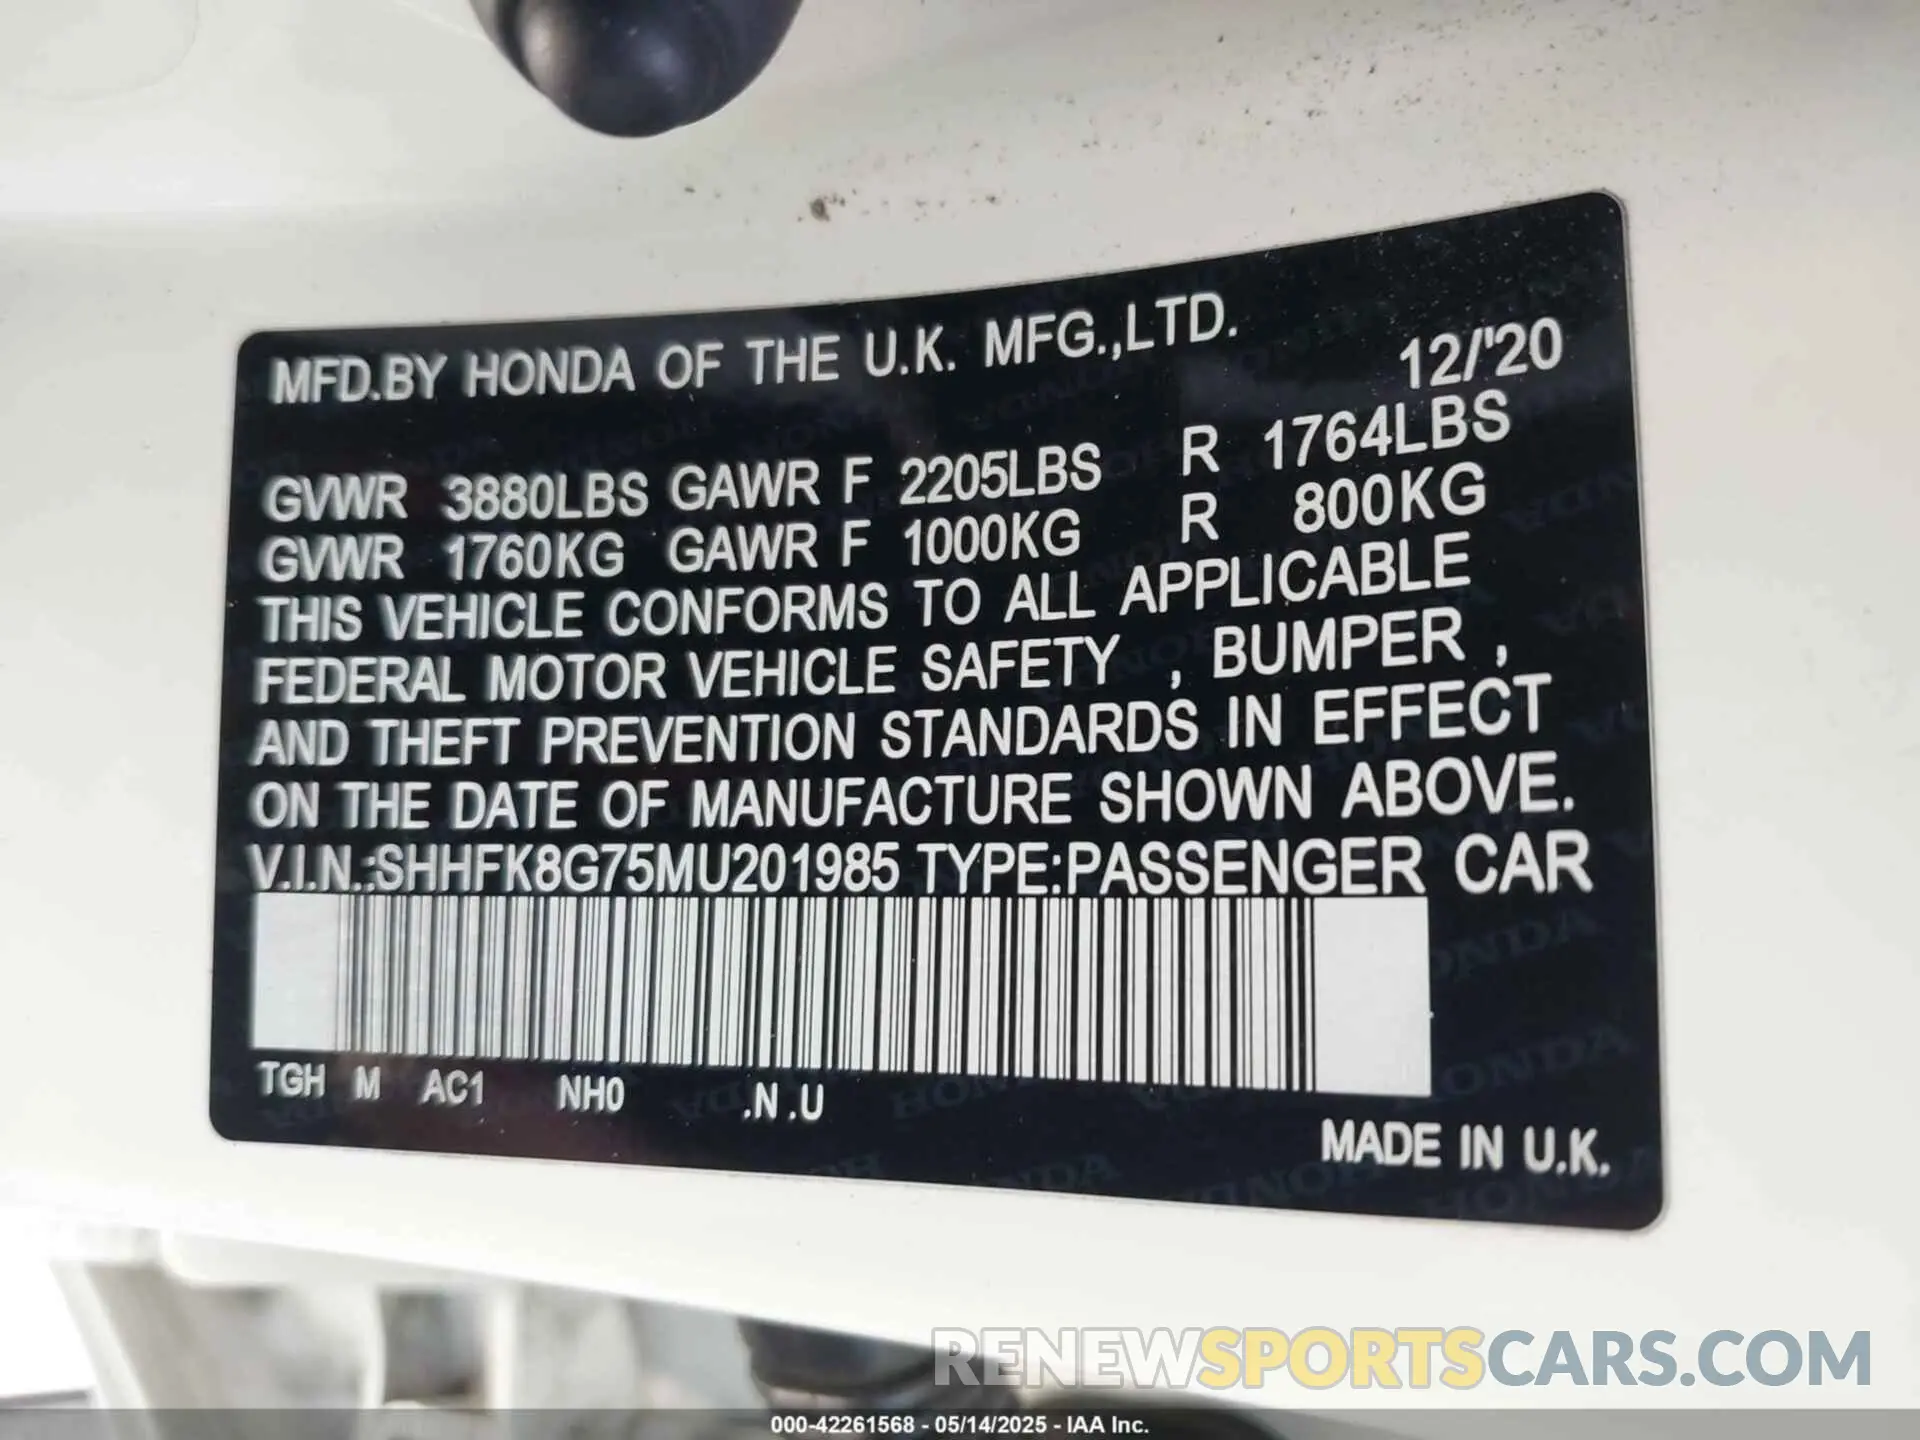 MFD.BY HONDA OF THE U.K. MFG.,LTD.
12/'20
GVWR 3880LBS GAWR F 2205LBS R 1764LBS
GVWR 1760KG GAWR F 1000KG R 800KG
THIS VEHICLE CONFORMS TO ALL APPLICABLE
FEDERAL MOTOR VEHICLE SAFETY , BUMPER ,
AND THEFT PREVENTION STANDARDS IN EFFECT
ON THE DATE OF MANUFACTURE SHOWN ABOVE.
V.I.N.:SHHFK8G75MU201985 TYPE:PASSENGER CAR
TGH M AC1 NH0 .N .U
MADE IN U.K.
RENEWSPORTSCARS.COM
000-42261568 - 05/14/2025 - IAA Inc.